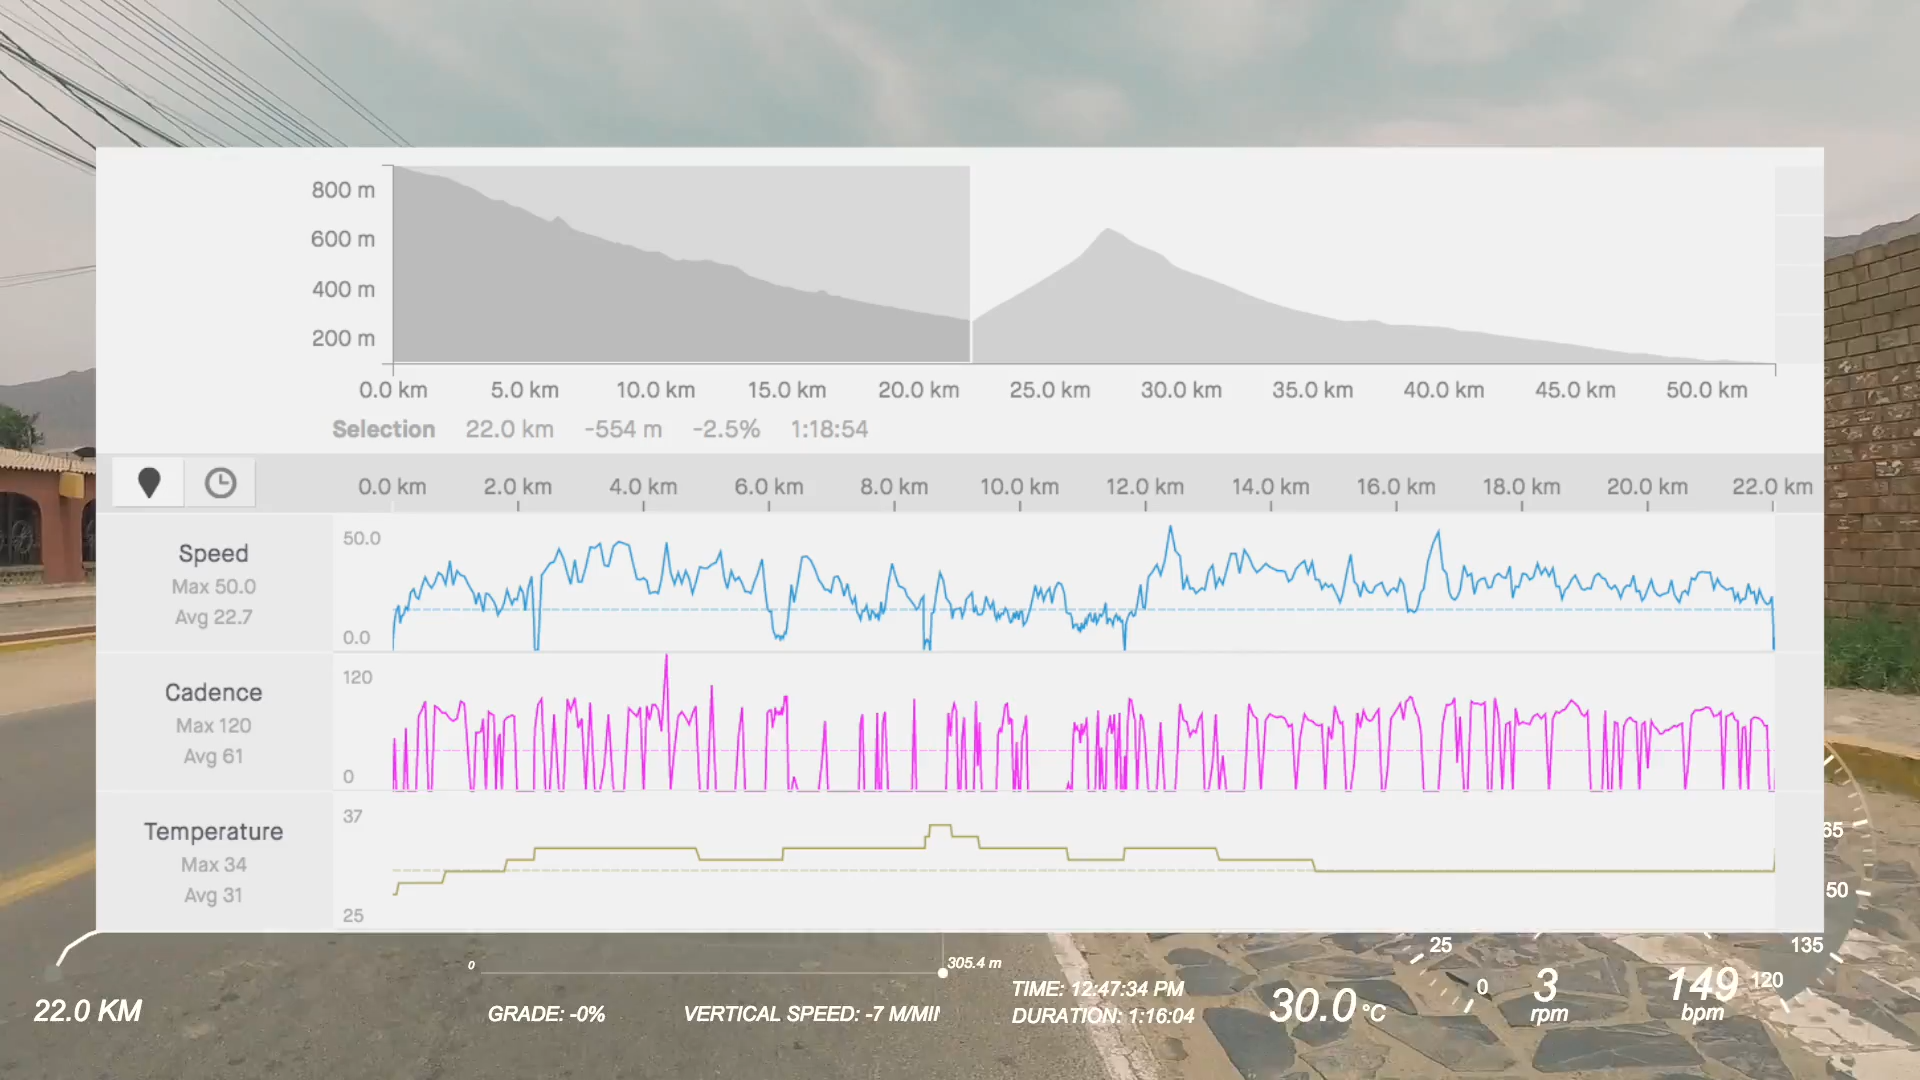 800 m
600 m
400 m
200 m
0.0 km 5.0 km 10.0 km 15.0 km 20.0 km 25.0 km 30.0 km 35.0 km 40.0 km 45.0 km 50.0 km
Selection 22.0 km -554 m -2.5% 1:18:54
0.0 km 2.0 km 4.0 km 6.0 km 8.0 km 10.0 km 12.0 km 14.0 km 16.0 km 18.0 km 20.0 km 22.0 km
Speed
Max 50.0
Avg 22.7
50.0
0.0
Cadence
Max 120
Avg 61
120
0
Temperature
Max 34
Avg 31
37
25
65
50
25
135
0
305.4 m
22.0 KM
GRADE: -0%
VERTICAL SPEED: -7 M/MI
TIME: 12:47:34 PM
DURATION: 1:16:04
30.0 °C
0
3
rpm
149
bpm
120